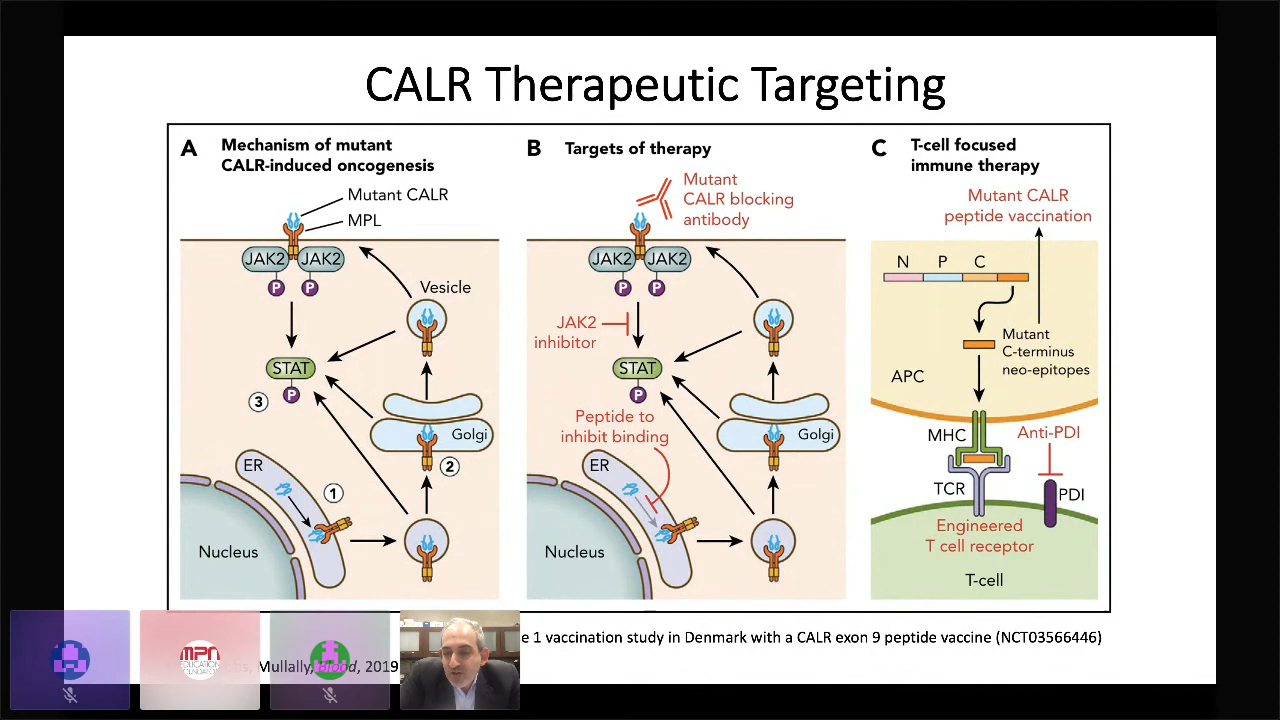 CALR Therapeutic Targeting
A
Mechanism of mutant
CALR-induced oncogenesis
Mutant CALR
MPL
JAK2
JAK2
P
P
Vesicle
STAT
P
3
Golgi
2
ER
1
Nucleus
B
Targets of therapy
Mutant
CALR blocking
antibody
JAK2
JAK2
P
P
JAK2
inhibitor
STAT
P
Peptide to
inhibit binding
Golgi
ER
Nucleus
C
T-cell focused
immune therapy
Mutant CALR
peptide vaccination
N P C
Mutant
C-terminus
neo-epitopes
APC
MHC
Anti-PDI
TCR
PDI
Engineered
T cell receptor
T-cell
e 1 vaccination study in Denmark with a CALR exon 9 peptide vaccine (NCT03566446)
Mullally, Blood, 2019
MPN
EDUCATION
FOUNDATION